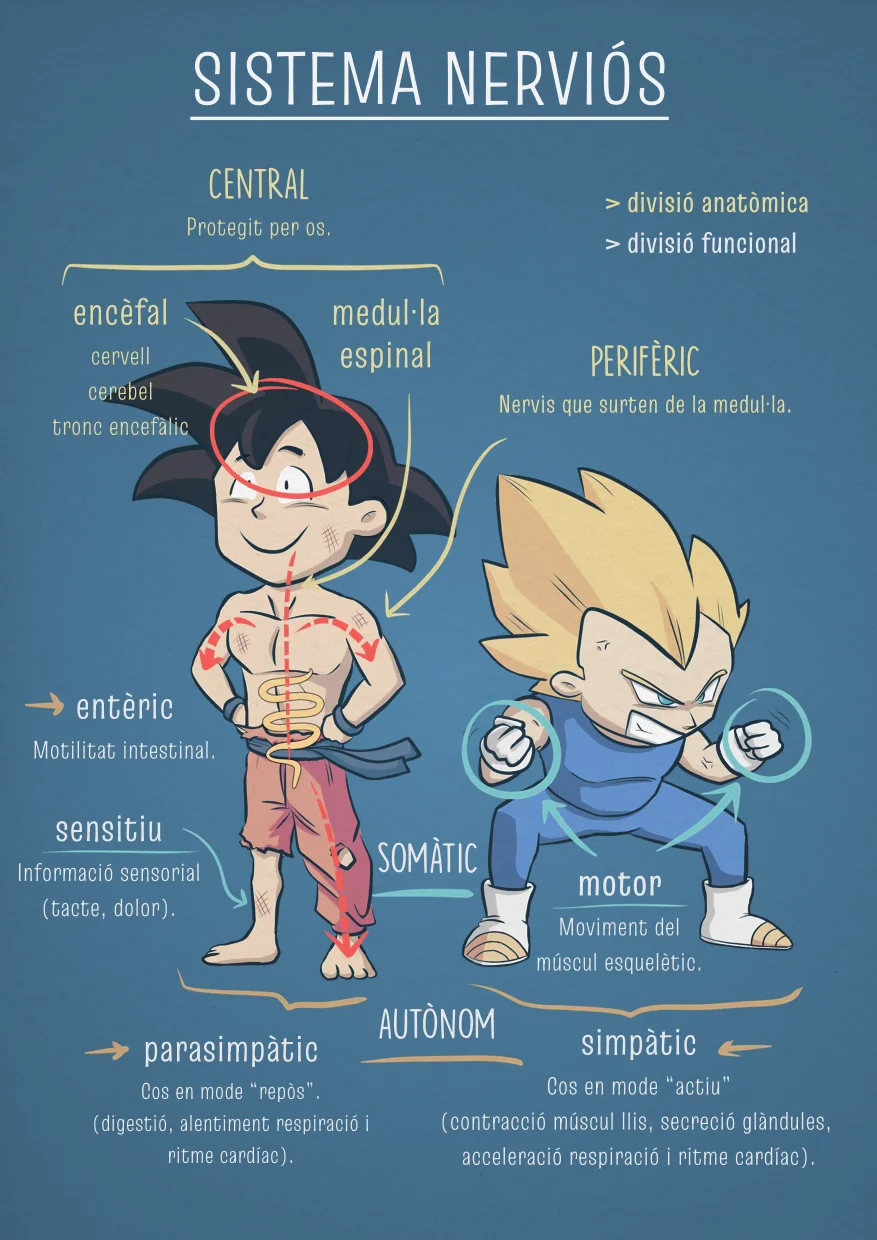 SISTEMA NERVIÓS
CENTRAL
Protegit per os.
> divisió anatòmica
> divisió funcional
encèfal
cervell
cerebel
tronc encefàlic
medul·la
espinal
PERIFÈRIC
Nervis que surten de la medul·la.
entèric
Motilitat intestinal.
sensitiu
Informació sensorial
(tacte, dolor).
SOMÀTIC
motor
Moviment del
múscul esquelètic.
AUTÒNOM
parasimpàtic
Cos en mode “repòs”.
(digestió, alentiment respiració i
ritme cardíac).
simpàtic
Cos en mode “actiu”
(contracció múscul llis, secreció glàndules,
acceleració respiració i ritme cardíac).